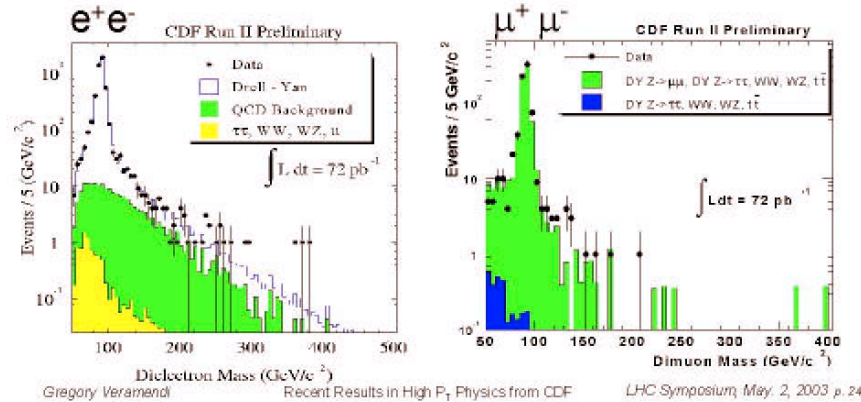 e+e-
CDF Run II Preliminary
Data
Drell - Yan
QCD Background
ττ, WW, WZ, tt
∫ L dt = 72 pb -1
Events / 5 (GeV/c²)
10³
10²
10
1
10⁻¹
100
200
300
400
500
Dielectron Mass (GeV/c²)
μ+ μ-
CDF Run II Preliminary
Data
DY Z->μμ, DY Z->ττ, WW, WZ, tt̄
DY Z->ττ, WW, WZ, tt̄
∫ Ldt = 72 pb -1
Events / 5 GeV/c²
10²
10
1
10⁻¹
50
100
150
200
250
300
350
400
Dimuon Mass (GeV/c²)
Gregory Veramendi
Recent Results in High PT Physics from CDF
LHC Symposium, May. 2, 2003 p. 24